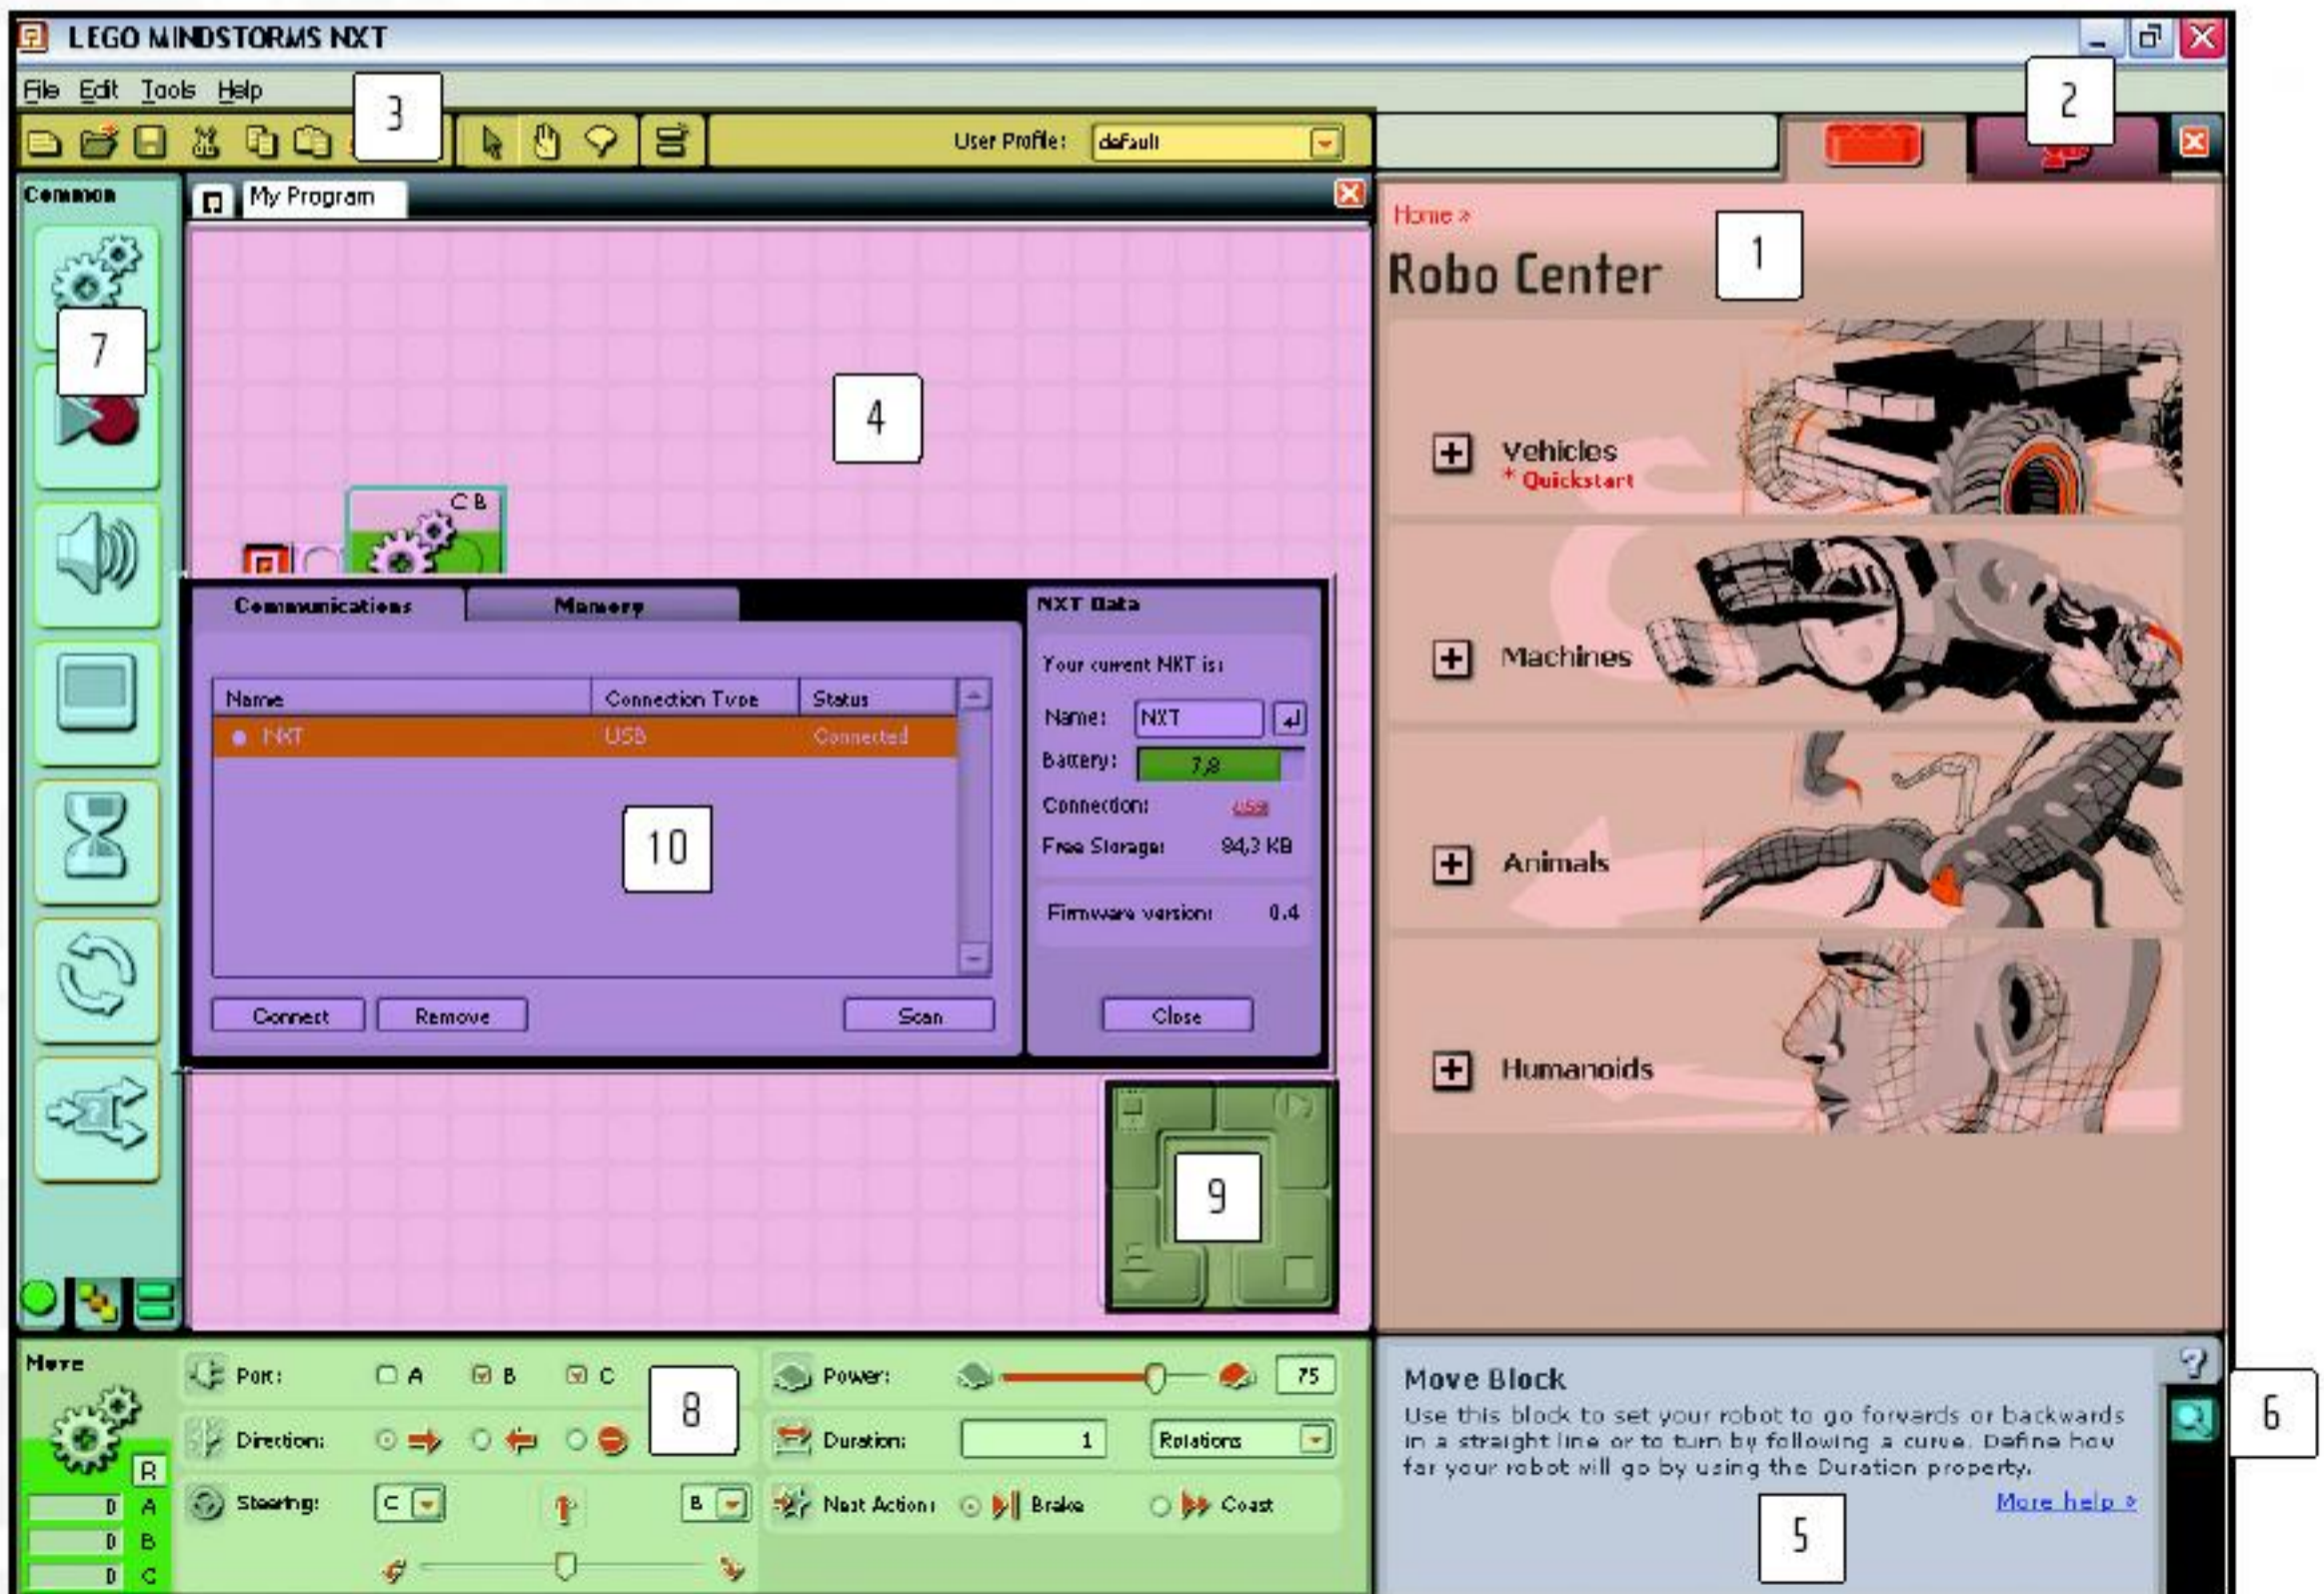 LEGO MINDSTORMS NXT
File Edit Tools Help
3
2
User Profile: default
Common
My Program
Home »
Robo Center
1
7
4
Vehicles
* Quickstart
C B
Machines
Communications Memory
NXT Data
Your current NXT is:
Name Connection Type Status
Name: NXT
NXT USB Connected
Battery: 7,8
Connection: USB
10
Free Storage: 84,3 KB
Animals
Firmware version: 0.4
Connect Remove Scan
Close
Humanoids
9
Move
Port: A B C
8
Power: 75
Direction:
Duration: 1 Rotations
Steering: C B
Next Action: Brake Coast
R
0 A
0 B
0 C
Move Block
Use this block to set your robot to go forwards or backwards
in a straight line or to turn by following a curve. Define how
far your robot will go by using the Duration property.
More help »
5
?
6